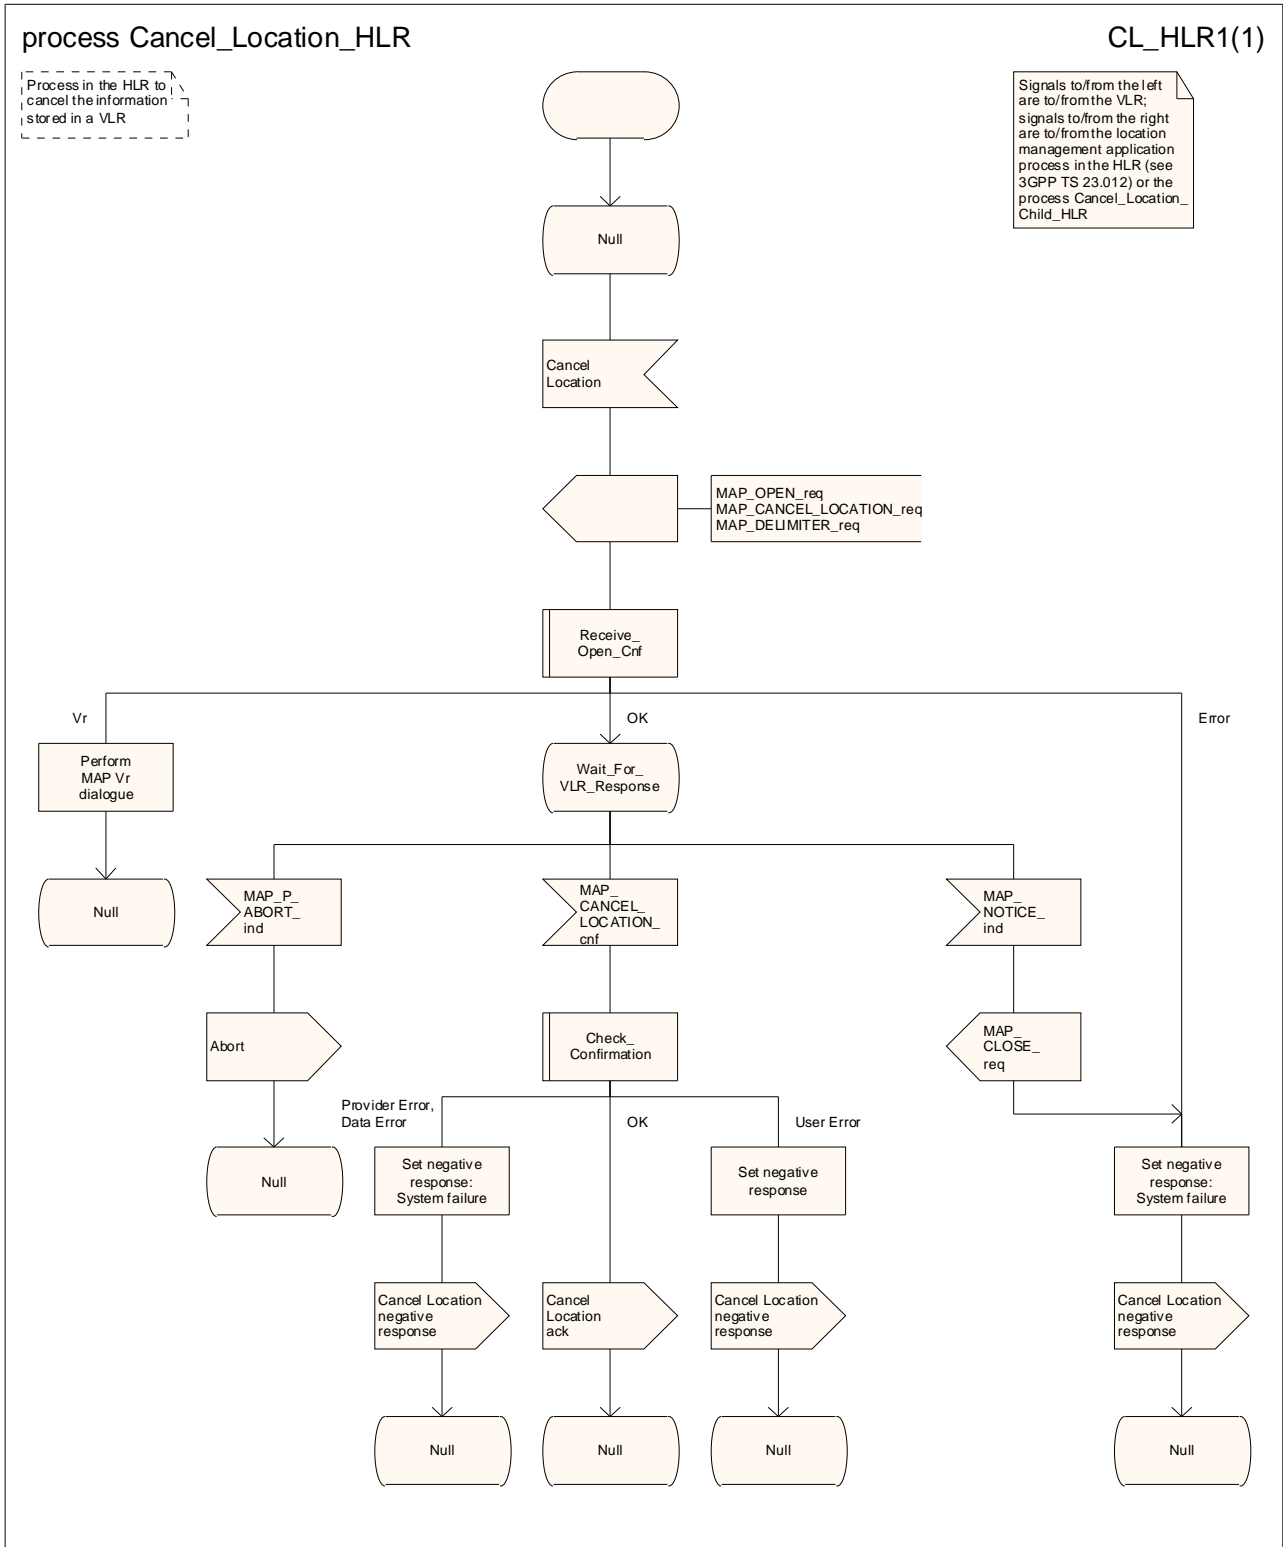 process Cancel_Location_HLR
CL_HLR1(1)
Process in the HLR to
cancel the information
stored in a VLR
Signals to/from the left
are to/from the VLR;
signals to/from the right
are to/from the location
management application
process in the HLR (see
3GPP TS 23.012) or the
process Cancel_Location_
Child_HLR
Null
Cancel
Location
MAP_OPEN_req
MAP_CANCEL_LOCATION_req
MAP_DELIMITER_req
Receive_
Open_Cnf
Vr
OK
Error
Perform
MAP Vr
dialogue
Wait_For_
VLR_Response
Null
MAP_P_
ABORT_
ind
MAP_
CANCEL_
LOCATION_
cnf
MAP_
NOTICE_
ind
Abort
Check_
Confirmation
MAP_
CLOSE_
req
Provider Error,
Data Error
OK
User Error
Null
Set negative
response:
System failure
Set negative
response
Set negative
response:
System failure
Cancel Location
negative
response
Cancel
Location
ack
Cancel Location
negative
response
Cancel Location
negative
response
Null
Null
Null
Null